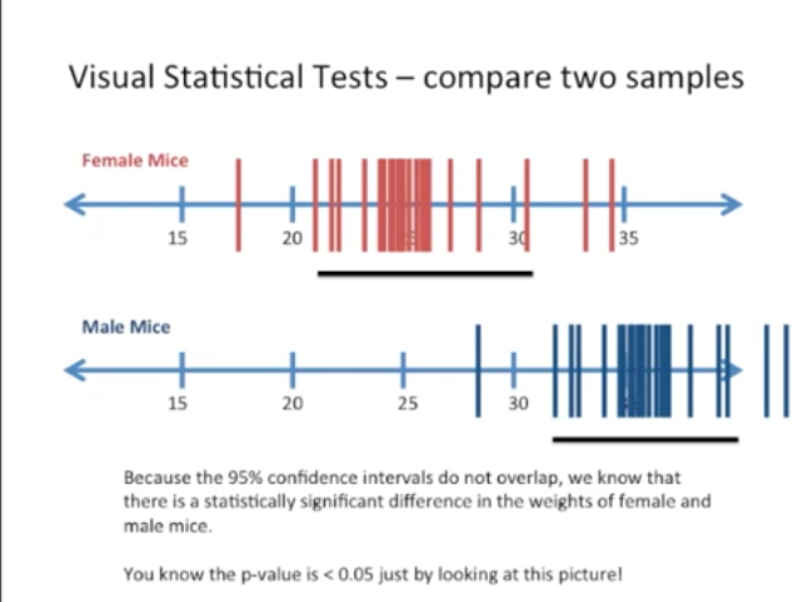 Visual Statistical Tests – compare two samples
Female Mice
15 20 30 35
Male Mice
15 20 25 30
Because the 95% confidence intervals do not overlap, we know that
there is a statistically significant difference in the weights of female and
male mice.
You know the p-value is < 0.05 just by looking at this picture!